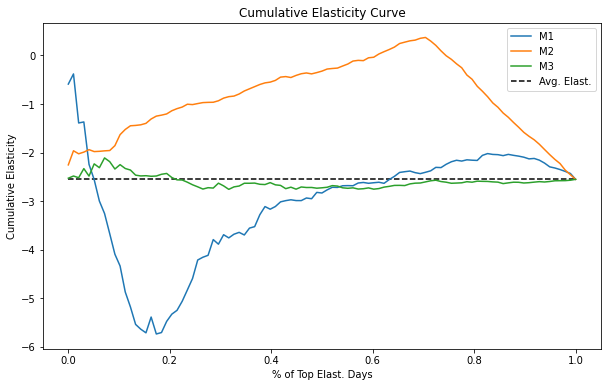 Cumulative Elasticity Curve
M1
M2
M3
Avg. Elast.
Cumulative Elasticity
0
−1
−2
−3
−4
−5
−6
0.0 0.2 0.4 0.6 0.8 1.0
% of Top Elast. Days